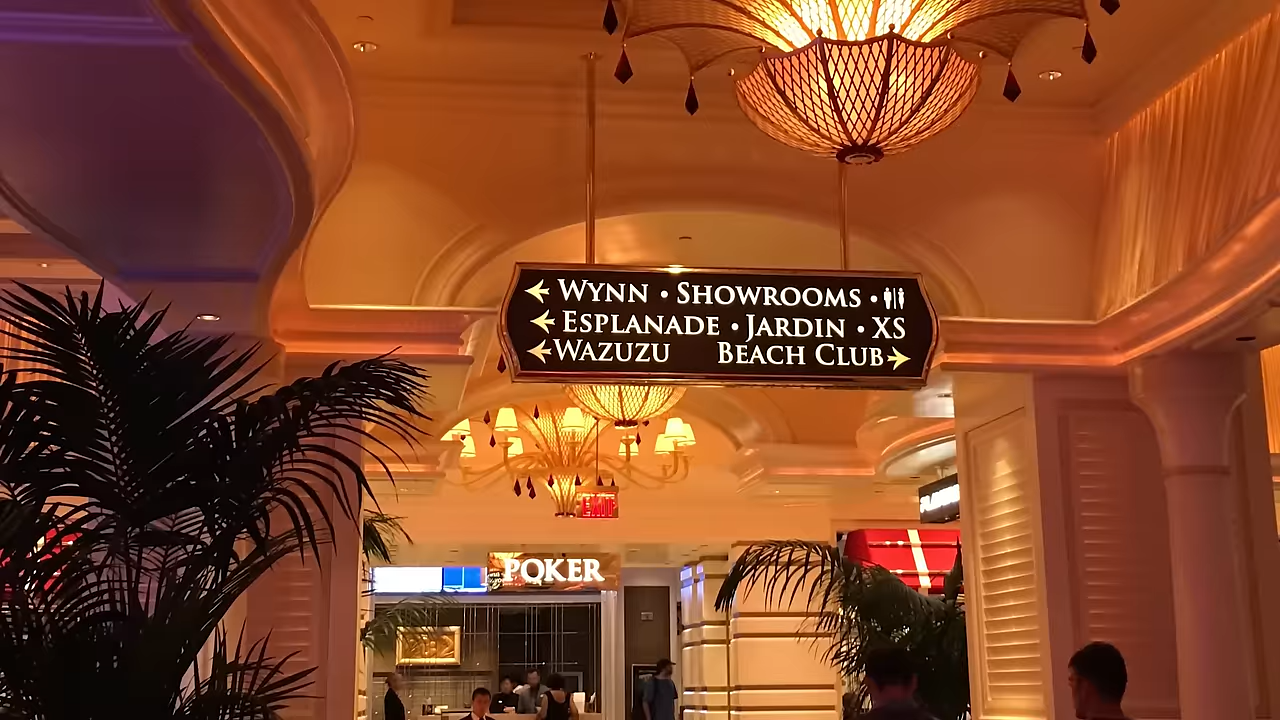 WYNN • SHOWROOMS •
ESPLANADE • JARDIN • XS
WAZUZU BEACH CLUB
EXIT
POKER